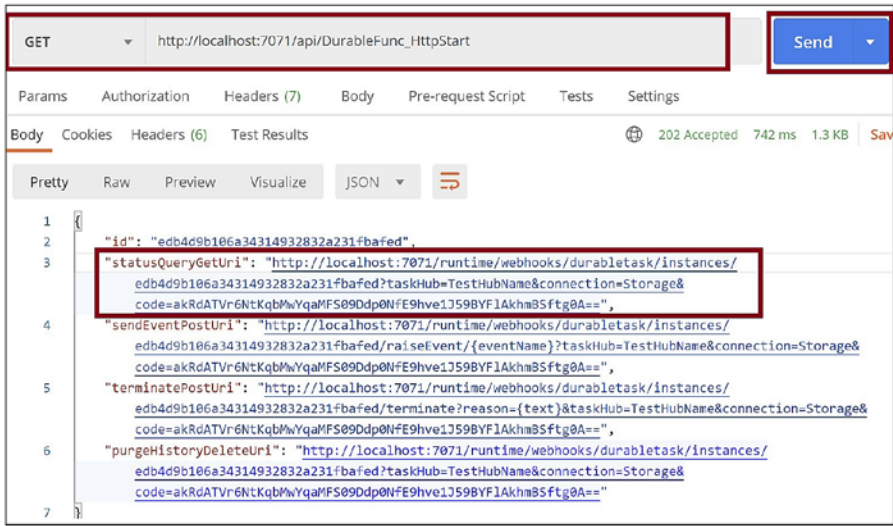 GET http://localhost:7071/api/DurableFunc_HttpStart Send
Params Authorization Headers (7) Body Pre-request Script Tests Settings
Body Cookies Headers (6) Test Results 202 Accepted 742 ms 1.3 KB Sav
Pretty Raw Preview Visualize JSON
1 {
2 "id": "edb4d9b106a34314932832a231fbafed",
3 "statusQueryGetUri": "http://localhost:7071/runtime/webhooks/durabletask/instances/
edb4d9b106a34314932832a231fbafed?taskHub=TestHubName&connection=Storage&
code=akRdATVr6NtKqbMwYqaMFS09Ddp0NfE9hve1J59BYFlAkhmBSftg0A==",
4 "sendEventPostUri": "http://localhost:7071/runtime/webhooks/durabletask/instances/
edb4d9b106a34314932832a231fbafed/raiseEvent/{eventName}?taskHub=TestHubName&connection=Storage&
code=akRdATVr6NtKqbMwYqaMFS09Ddp0NfE9hve1J59BYFlAkhmBSftg0A==",
5 "terminatePostUri": "http://localhost:7071/runtime/webhooks/durabletask/instances/
edb4d9b106a34314932832a231fbafed/terminate?reason={text}&taskHub=TestHubName&connection=Storage&
code=akRdATVr6NtKqbMwYqaMFS09Ddp0NfE9hve1J59BYFlAkhmBSftg0A==",
6 "purgeHistoryDeleteUri": "http://localhost:7071/runtime/webhooks/durabletask/instances/
edb4d9b106a34314932832a231fbafed?taskHub=TestHubName&connection=Storage&
code=akRdATVr6NtKqbMwYqaMFS09Ddp0NfE9hve1J59BYFlAkhmBSftg0A=="
7 }